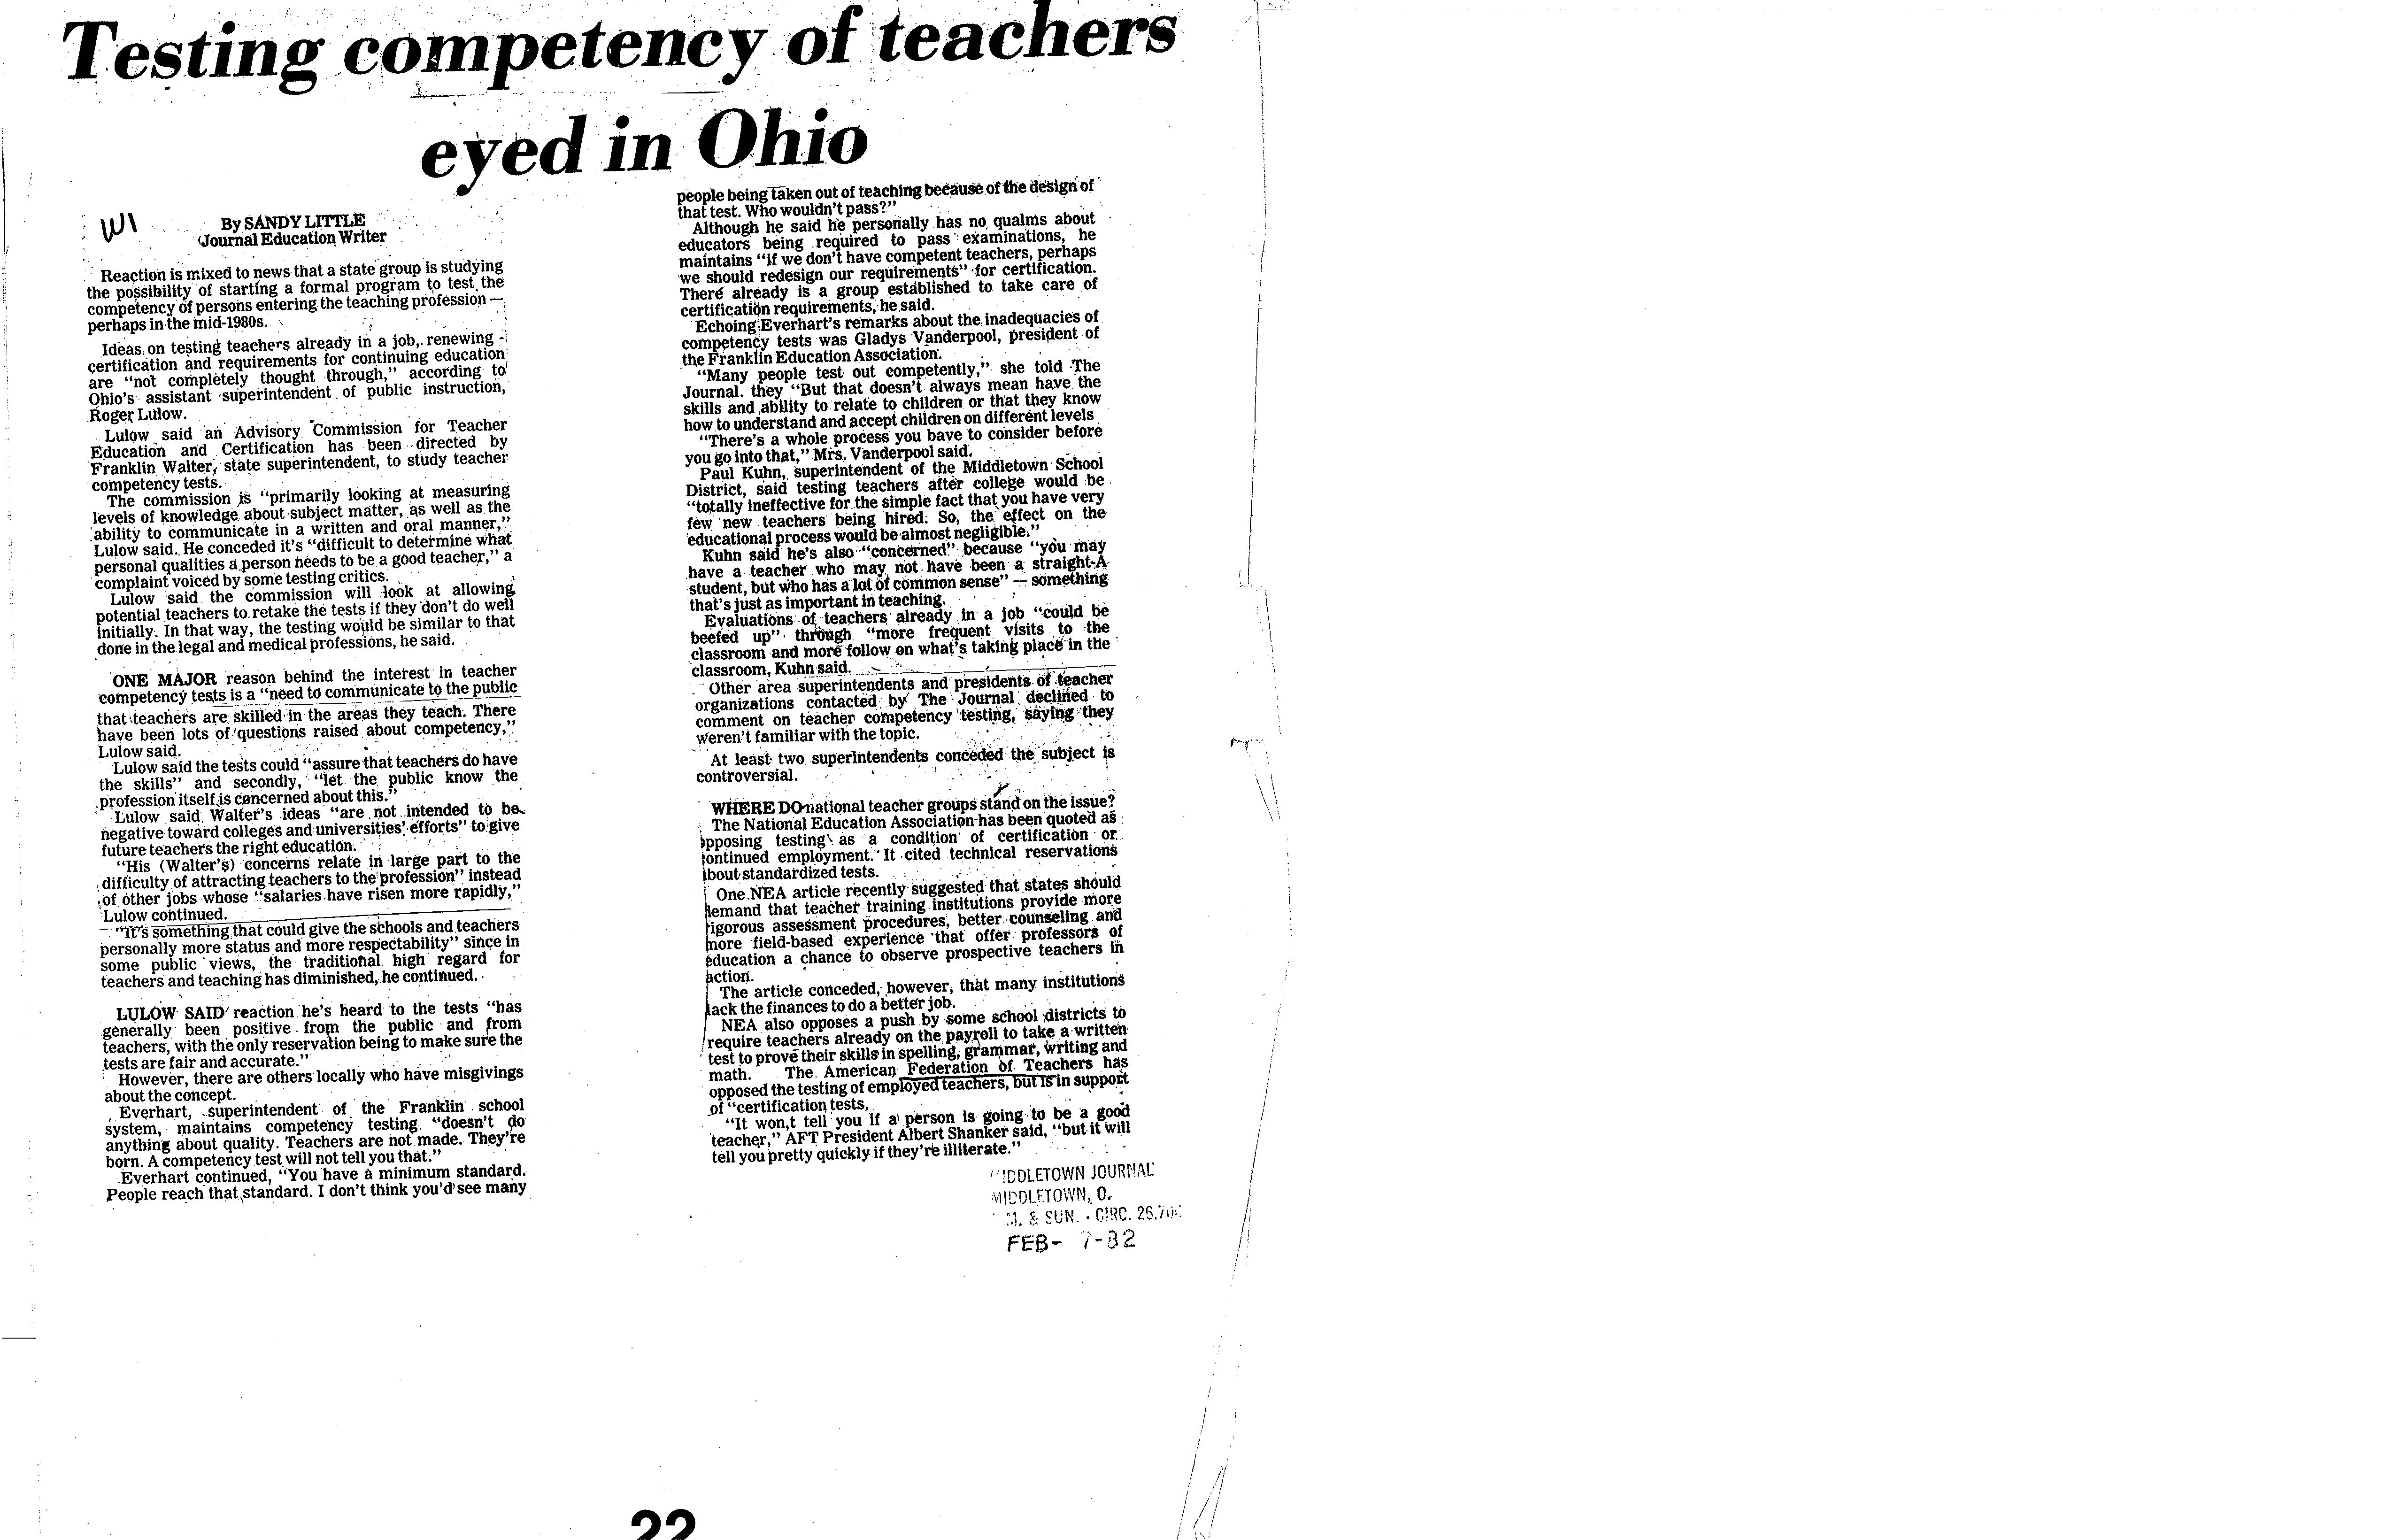 Testing competency of teachers
eyed in Ohio
W1
By SANDY LITTLE
Journal Education Writer
Reaction is mixed to news that a state group is studying
the possibility of starting a formal program to test the
competency of persons entering the teaching profession —
perhaps in the mid-1980s.
Ideas on testing teachers already in a job, renewing
certification and requirements for continuing education
are “not completely thought through,” according to
Ohio's assistant superintendent of public instruction,
Roger Lulow.
Lulow said an Advisory Commission for Teacher
Education and Certification has been directed by
Franklin Walter, state superintendent, to study teacher
competency tests.
The commission is “primarily looking at measuring
levels of knowledge about subject matter, as well as the
ability to communicate in a written and oral manner,”
Lulow said. He conceded it's “difficult to determine what
personal qualities a person needs to be a good teacher,” a
complaint voiced by some testing critics.
Lulow said the commission will look at allowing
potential teachers to retake the tests if they don't do well
initially. In that way, the testing would be similar to that
done in the legal and medical professions, he said.
ONE MAJOR reason behind the interest in teacher
competency tests is a “need to communicate to the public
that teachers are skilled in the areas they teach. There
have been lots of questions raised about competency,”
Lulow said.
Lulow said the tests could “assure that teachers do have
the skills” and secondly, “let the public know the
profession itself is concerned about this.”
Lulow said Walter's ideas “are not intended to be
negative toward colleges and universities' efforts” to give
future teachers the right education.
“His (Walter's) concerns relate in large part to the
difficulty of attracting teachers to the profession” instead
of other jobs whose “salaries have risen more rapidly,”
Lulow continued.
“It's something that could give the schools and teachers
personally more status and more respectability” since in
some public views, the traditional high regard for
teachers and teaching has diminished, he continued.
LULOW SAID reaction he's heard to the tests “has
generally been positive from the public and from
teachers, with the only reservation being to make sure the
tests are fair and accurate.”
However, there are others locally who have misgivings
about the concept.
Everhart, superintendent of the Franklin school
system, maintains competency testing “doesn't do
anything about quality. Teachers are not made. They're
born. A competency test will not tell you that.”
Everhart continued, “You have a minimum standard.
People reach that standard. I don't think you'd see many
people being taken out of teaching because of the design of
that test. Who wouldn't pass?”
Although he said he personally has no qualms about
educators being required to pass examinations, he
maintains “if we don't have competent teachers, perhaps
we should redesign our requirements” for certification.
There already is a group established to take care of
certification requirements, he said.
Echoing Everhart's remarks about the inadequacies of
competency tests was Gladys Vanderpool, president of
the Franklin Education Association.
“Many people test out competently,” she told The
Journal. they “But that doesn't always mean have the
skills and ability to relate to children or that they know
how to understand and accept children on different levels
“There's a whole process you have to consider before
you go into that,” Mrs. Vanderpool said.
Paul Kuhn, superintendent of the Middletown School
District, said testing teachers after college would be
“totally ineffective for the simple fact that you have very
few new teachers being hired. So, the effect on the
educational process would be almost negligible.”
Kuhn said he's also “concerned” because “you may
have a teacher who may not have been a straight-A
student, but who has a lot of common sense” — something
that's just as important in teaching.
Evaluations of teachers already in a job “could be
beefed up” through “more frequent visits to the
classroom and more follow on what's taking place in the
classroom, Kuhn said.
Other area superintendents and presidents of teacher
organizations contacted by The Journal declined to
comment on teacher competency testing, saying they
weren't familiar with the topic.
At least two superintendents conceded the subject is
controversial.
WHERE DO national teacher groups stand on the issue?
The National Education Association has been quoted as
opposing testing as a condition of certification or
continued employment. It cited technical reservations
about standardized tests.
One NEA article recently suggested that states should
demand that teacher training institutions provide more
rigorous assessment procedures, better counseling and
more field-based experience that offer professors of
education a chance to observe prospective teachers in
action.
The article conceded, however, that many institutions
lack the finances to do a better job.
NEA also opposes a push by some school districts to
require teachers already on the payroll to take a written
test to prove their skills in spelling, grammar, writing and
math. The American Federation of Teachers has
opposed the testing of employed teachers, but is in support
of “certification tests.
“It won,t tell you if a person is going to be a good
teacher,” AFT President Albert Shanker said, “but it will
tell you pretty quickly if they're illiterate.”
IDDLETOWN JOURNAL
MIDDLETOWN, O.
M. & SUN. - CIRC. 26,70
FEB- 7-82
22